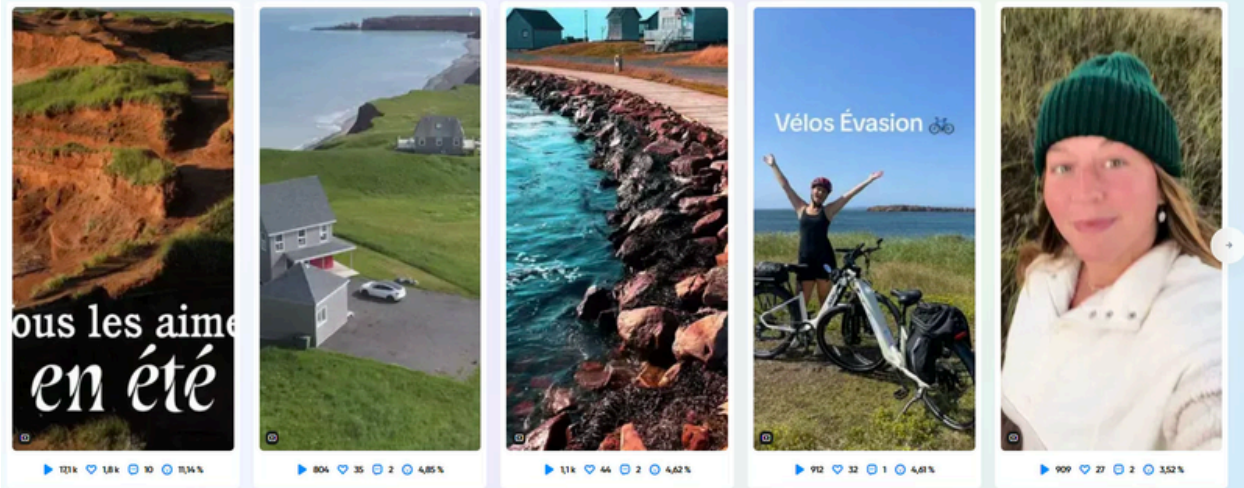 ous les aime
en été
Vélos Évasion
17,1 k 1,8 k 10 11,14 %
804 35 2 4,85 %
1,1 k 44 2 4,62 %
912 32 1 4,61 %
909 27 2 3,52 %